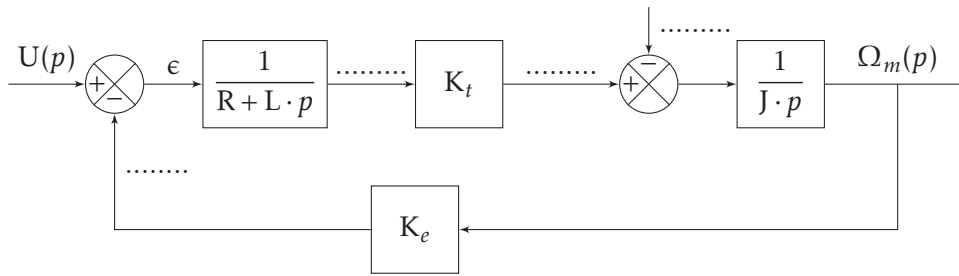 U(p)
+
−
ϵ
1
R + L · p
.........
K_t
.........
−
+
.........
1
J · p
Ω_m(p)
........
K_e